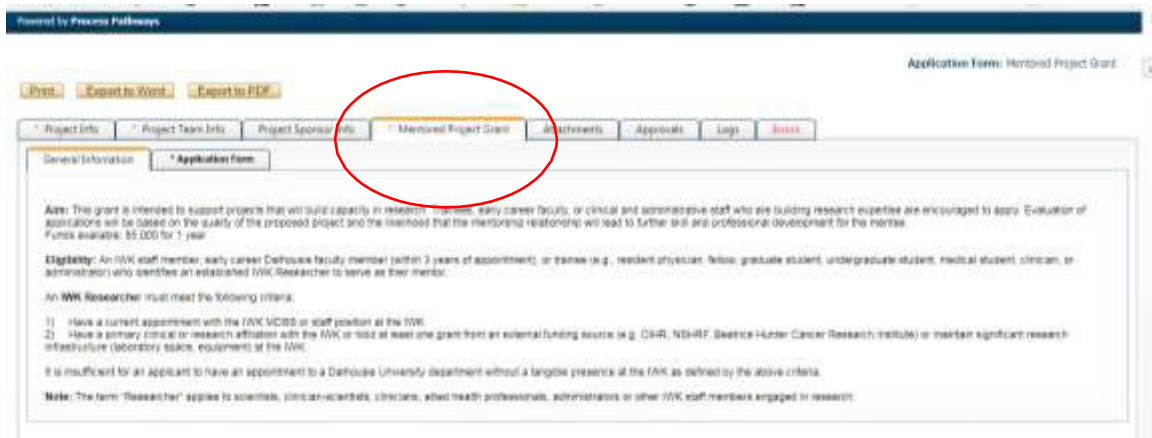 Powered by Process Pathways
Application Form: Mentored Project Grant
Print Export to Word Export to PDF
* Project Info * Project Team Info Project Sponsor Info * Mentored Project Grant Attachments Approvals Logs Errors
General Information * Application Form
Aim: This grant is intended to support projects that will build capacity in research. Trainees, early career faculty, or clinical and administrative staff who are building research expertise are encouraged to apply. Evaluation of
applications will be based on the quality of the proposed project and the likelihood that the mentoring relationship will lead to further skill and professional development for the mentee.
Funds available: $5,000 for 1 year
Eligibility: An IWK staff member, early career Dalhousie faculty member (within 3 years of appointment), or trainee (e.g., resident physician, fellow, graduate student, undergraduate student, medical student, clinician, or
administrator) who identifies an established IWK Researcher to serve as their mentor.
An IWK Researcher must meet the following criteria:
1) Have a current appointment with the IWK MDSS or staff position at the IWK
2) Have a primary clinical or research affiliation with the IWK or hold at least one grant from an external funding source (e.g. CIHR, NSHRF, Beatrice Hunter Cancer Research Institute) or maintain significant research
infrastructure (laboratory space, equipment) at the IWK.
It is insufficient for an applicant to have an appointment to a Dalhousie University department without a tangible presence at the IWK as defined by the above criteria.
Note: The term "Researcher" applies to scientists, clinician-scientists, clinicians, allied health professionals, administrators or other IWK staff members engaged in research.